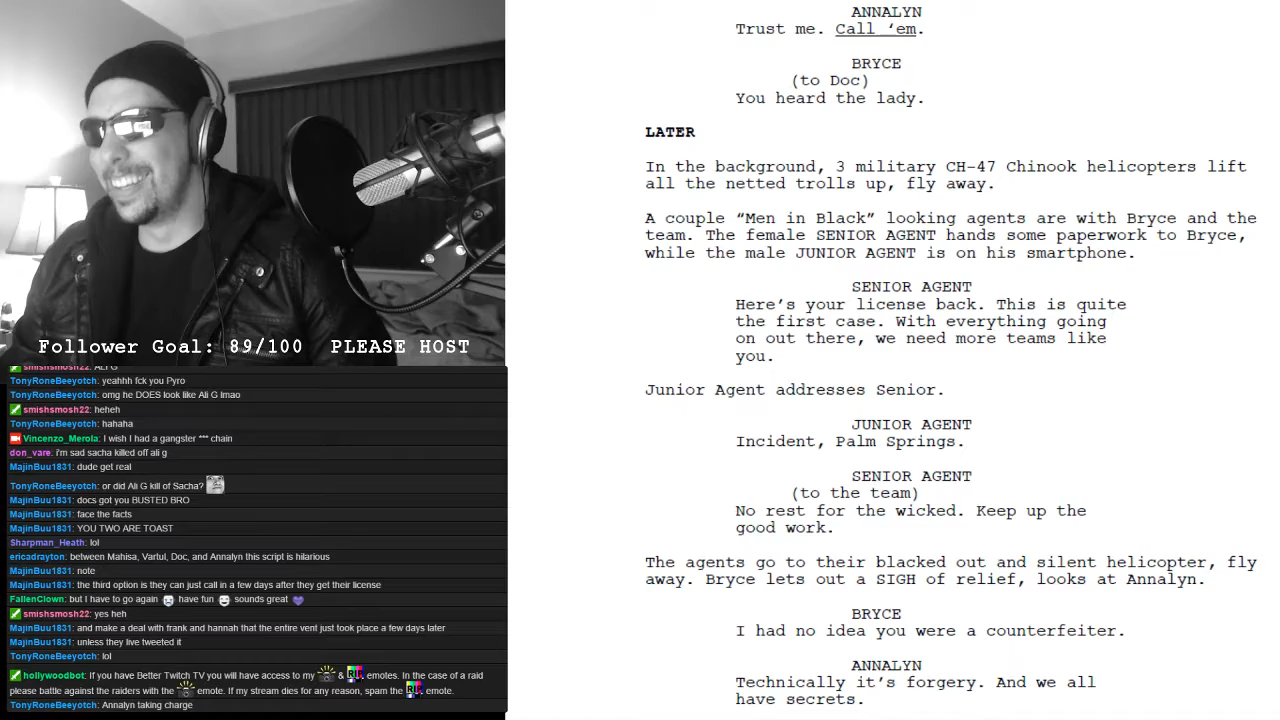 Follower Goal: 89/100 PLEASE HOST
smishsmosh22: ALI G
TonyRoneBeeyotch: yeahhh fck you Pyro
TonyRoneBeeyotch: omg he DOES look like Ali G lmao
smishsmosh22: heheh
TonyRoneBeeyotch: hahaha
Vincenzo_Merola: I wish I had a gangster *** chain
don_vare: i'm sad sacha killed off ali g
MajinBuu1831: dude get real
TonyRoneBeeyotch: or did Ali G kill of Sacha?
MajinBuu1831: docs got you BUSTED BRO
MajinBuu1831: face the facts
MajinBuu1831: YOU TWO ARE TOAST
Sharpman_Heath: lol
ericadrayton: between Mahisa, Vartul, Doc, and Annalyn this script is hilarious
MajinBuu1831: note
MajinBuu1831: the third option is they can just call in a few days after they get their license
FallenClown: but I have to go again have fun sounds great
smishsmosh22: yes heh
MajinBuu1831: and make a deal with frank and hannah that the entire vent just took place a few days later
MajinBuu1831: unless they live tweeted it
TonyRoneBeeyotch: lol
hollywoodbot: If you have Better Twitch TV you will have access to my & emotes. In the case of a raid
please battle against the raiders with the emote. If my stream dies for any reason, spam the emote.
TonyRoneBeeyotch: Annalyn taking charge
ANNALYN
Trust me. Call ‘em.
BRYCE
(to Doc)
You heard the lady.
LATER
In the background, 3 military CH-47 Chinook helicopters lift
all the netted trolls up, fly away.
A couple “Men in Black” looking agents are with Bryce and the
team. The female SENIOR AGENT hands some paperwork to Bryce,
while the male JUNIOR AGENT is on his smartphone.
SENIOR AGENT
Here’s your license back. This is quite
the first case. With everything going
on out there, we need more teams like
you.
Junior Agent addresses Senior.
JUNIOR AGENT
Incident, Palm Springs.
SENIOR AGENT
(to the team)
No rest for the wicked. Keep up the
good work.
The agents go to their blacked out and silent helicopter, fly
away. Bryce lets out a SIGH of relief, looks at Annalyn.
BRYCE
I had no idea you were a counterfeiter.
ANNALYN
Technically it’s forgery. And we all
have secrets.